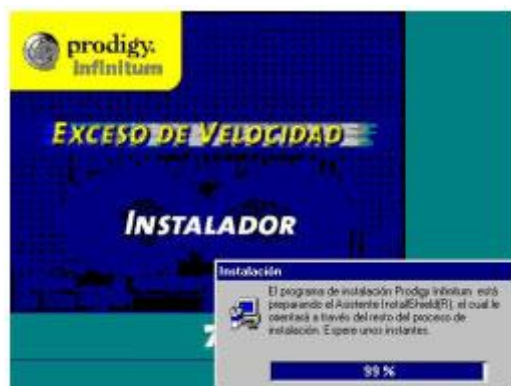 prodigy.
infinitum
EXCESO DE VELOCIDAD
INSTALADOR
Instalación
El programa de instalación Prodigy Infinitum está
preparando el Asistente InstallShield(R), el cual le
orientará a través del resto del proceso de
instalación. Espere unos instantes.
99 %